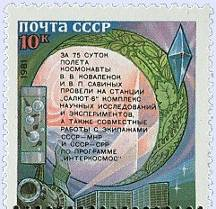 ПОЧТА СССР
10к
1981
ЗА 75 СУТОК
ПОЛЕТА
КОСМОНАВТЫ
В. В. КОВАЛЕНОК
И В. П. САВИНЫХ
ПРОВЕЛИ НА СТАНЦИИ
"САЛЮТ-6" КОМПЛЕКС
НАУЧНЫХ ИССЛЕДОВАНИЙ
И ЭКСПЕРИМЕНТОВ,
А ТАКЖЕ СОВМЕСТНЫЕ
РАБОТЫ С ЭКИПАЖАМИ
СССР-МНР
И СССР-СРР
ПО ПРОГРАММЕ
"ИНТЕРКОСМОС"